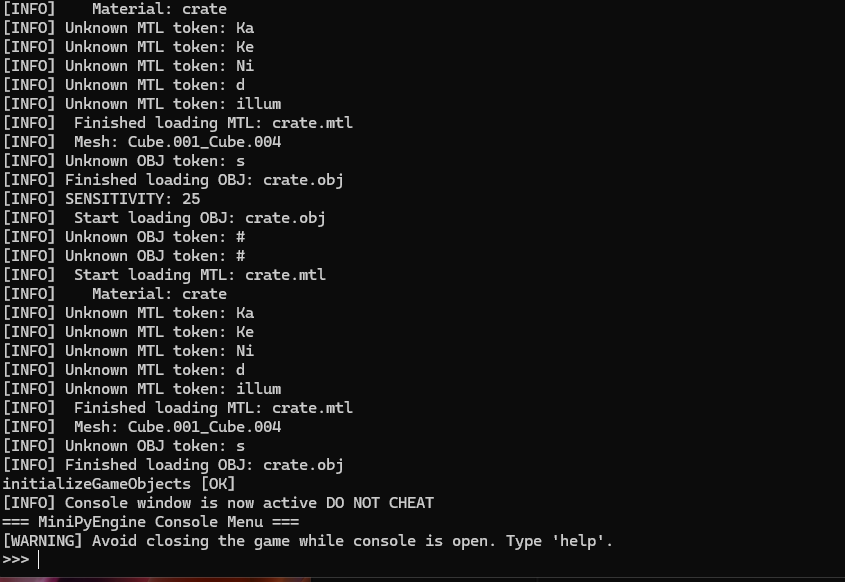 [INFO]    Material: crate
[INFO] Unknown MTL token: Ka
[INFO] Unknown MTL token: Ke
[INFO] Unknown MTL token: Ni
[INFO] Unknown MTL token: d
[INFO] Unknown MTL token: illum
[INFO]  Finished loading MTL: crate.mtl
[INFO]  Mesh: Cube.001_Cube.004
[INFO] Unknown OBJ token: s
[INFO] Finished loading OBJ: crate.obj
[INFO] SENSITIVITY: 25
[INFO]  Start loading OBJ: crate.obj
[INFO] Unknown OBJ token: #
[INFO] Unknown OBJ token: #
[INFO]  Start loading MTL: crate.mtl
[INFO]    Material: crate
[INFO] Unknown MTL token: Ka
[INFO] Unknown MTL token: Ke
[INFO] Unknown MTL token: Ni
[INFO] Unknown MTL token: d
[INFO] Unknown MTL token: illum
[INFO]  Finished loading MTL: crate.mtl
[INFO]  Mesh: Cube.001_Cube.004
[INFO] Unknown OBJ token: s
[INFO] Finished loading OBJ: crate.obj
initializeGameObjects [OK]
[INFO] Console window is now active DO NOT CHEAT
=== MiniPyEngine Console Menu ===
[WARNING] Avoid closing the game while console is open. Type 'help'.
>>>